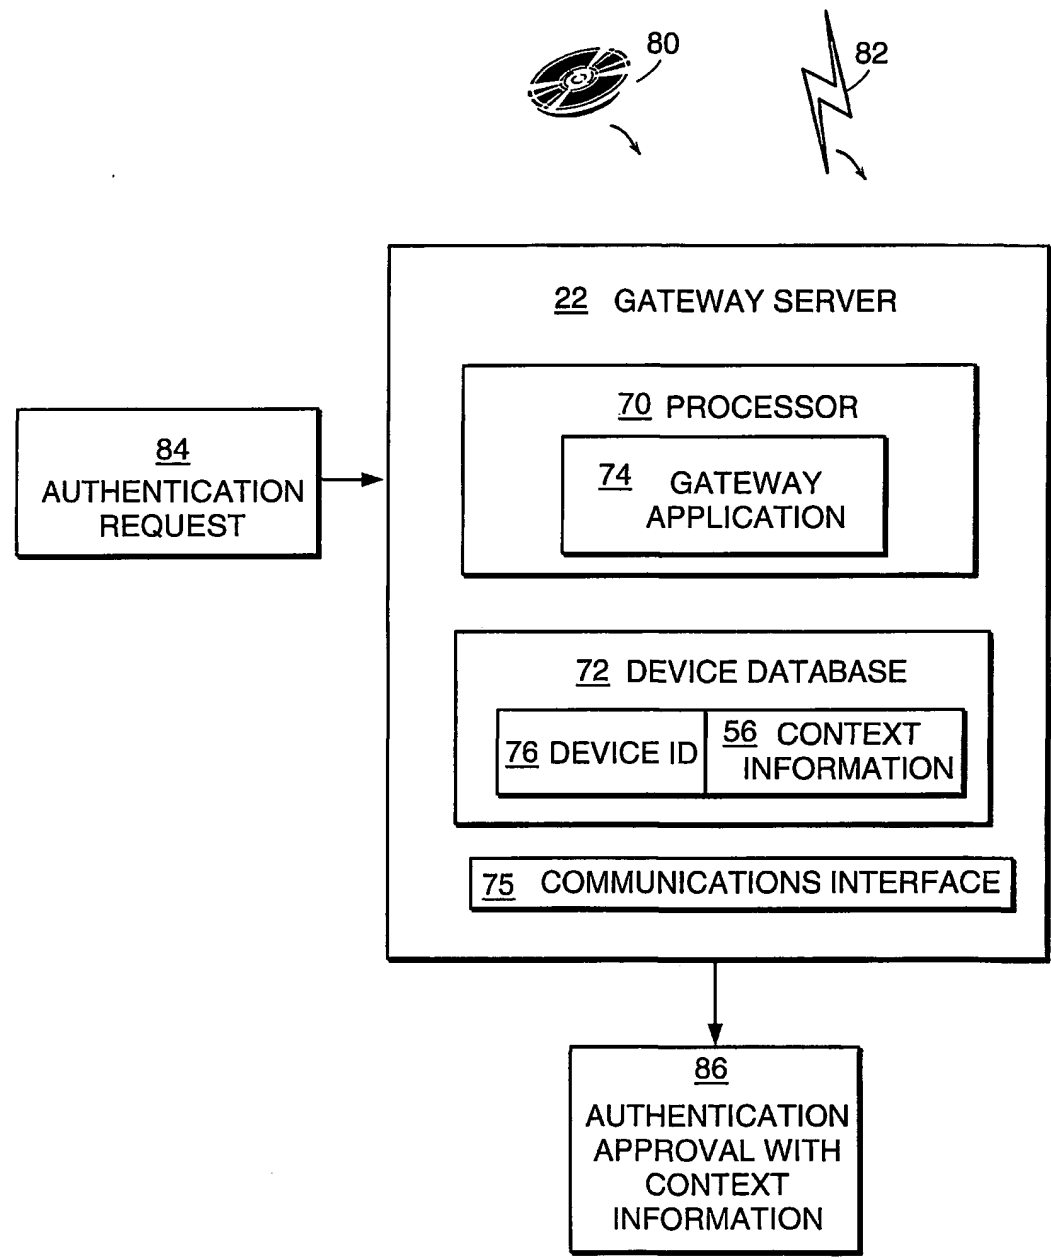 80
82
22 GATEWAY SERVER
70 PROCESSOR
74 GATEWAY
APPLICATION
84
AUTHENTICATION
REQUEST
72 DEVICE DATABASE
76 DEVICE ID
56 CONTEXT
INFORMATION
75 COMMUNICATIONS INTERFACE
86
AUTHENTICATION
APPROVAL WITH
CONTEXT
INFORMATION